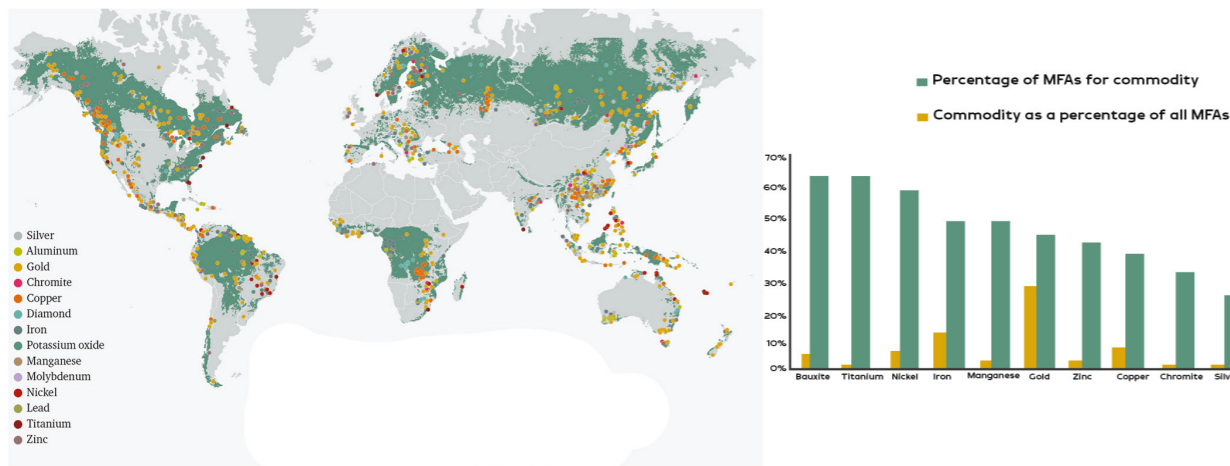 Silver
Aluminum
Gold
Chromite
Copper
Diamond
Iron
Potassium oxide
Manganese
Molybdenum
Nickel
Lead
Titanium
Zinc
Percentage of MFAs for commodity
Commodity as a percentage of all MFAs
70%
60%
50%
40%
30%
20%
10%
0%
Bauxite Titanium Nickel Iron Manganese Gold Zinc Copper Chromite Silv